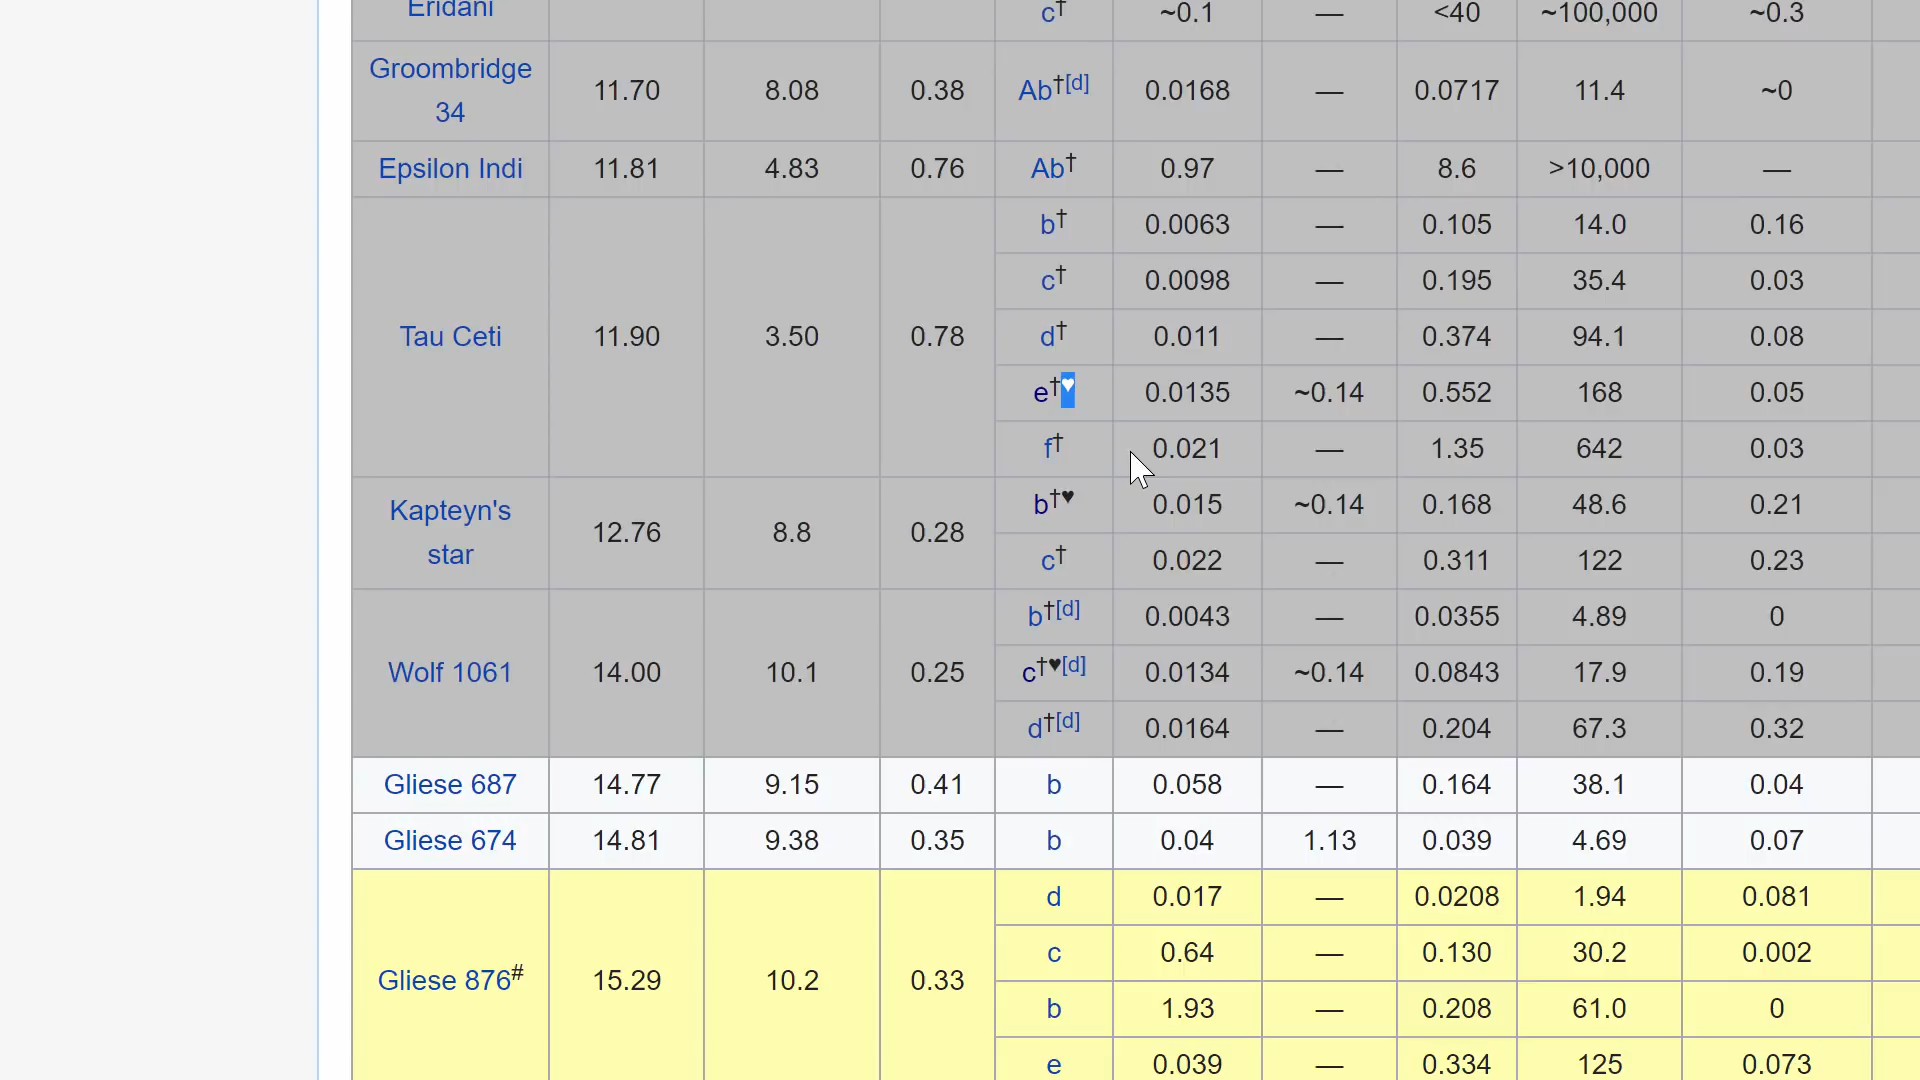 Eridani c† ~0.1 — <40 ~100,000 ~0.3
Groombridge
34 11.70 8.08 0.38 Ab†[d] 0.0168 — 0.0717 11.4 ~0
Epsilon Indi 11.81 4.83 0.76 Ab† 0.97 — 8.6 >10,000 —
b† 0.0063 — 0.105 14.0 0.16
c† 0.0098 — 0.195 35.4 0.03
Tau Ceti 11.90 3.50 0.78 d† 0.011 — 0.374 94.1 0.08
e†♥ 0.0135 ~0.14 0.552 168 0.05
f† 0.021 — 1.35 642 0.03
Kapteyn's
star 12.76 8.8 0.28 b†♥ 0.015 ~0.14 0.168 48.6 0.21
c† 0.022 — 0.311 122 0.23
b†[d] 0.0043 — 0.0355 4.89 0
Wolf 1061 14.00 10.1 0.25 c†♥[d] 0.0134 ~0.14 0.0843 17.9 0.19
d†[d] 0.0164 — 0.204 67.3 0.32
Gliese 687 14.77 9.15 0.41 b 0.058 — 0.164 38.1 0.04
Gliese 674 14.81 9.38 0.35 b 0.04 1.13 0.039 4.69 0.07
d 0.017 — 0.0208 1.94 0.081
c 0.64 — 0.130 30.2 0.002
Gliese 876# 15.29 10.2 0.33 b 1.93 — 0.208 61.0 0
e 0.039 — 0.334 125 0.073